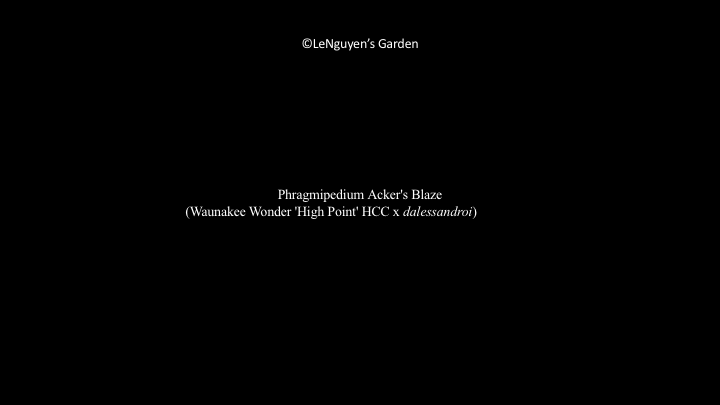 ©LeNguyen’s Garden
Phragmipedium Acker's Blaze
(Waunakee Wonder 'High Point' HCC x dalessandroi)